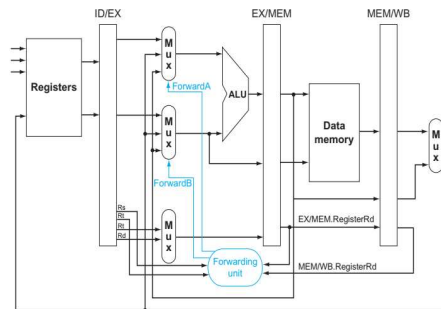 ID/EX
EX/MEM
MEM/WB
Registers
M
u
x
ForwardA
ALU
M
u
x
Data
memory
M
u
x
ForwardB
Rs
Rt
Rt
Rd
M
u
x
EX/MEM.RegisterRd
Forwarding
unit
MEM/WB.RegisterRd